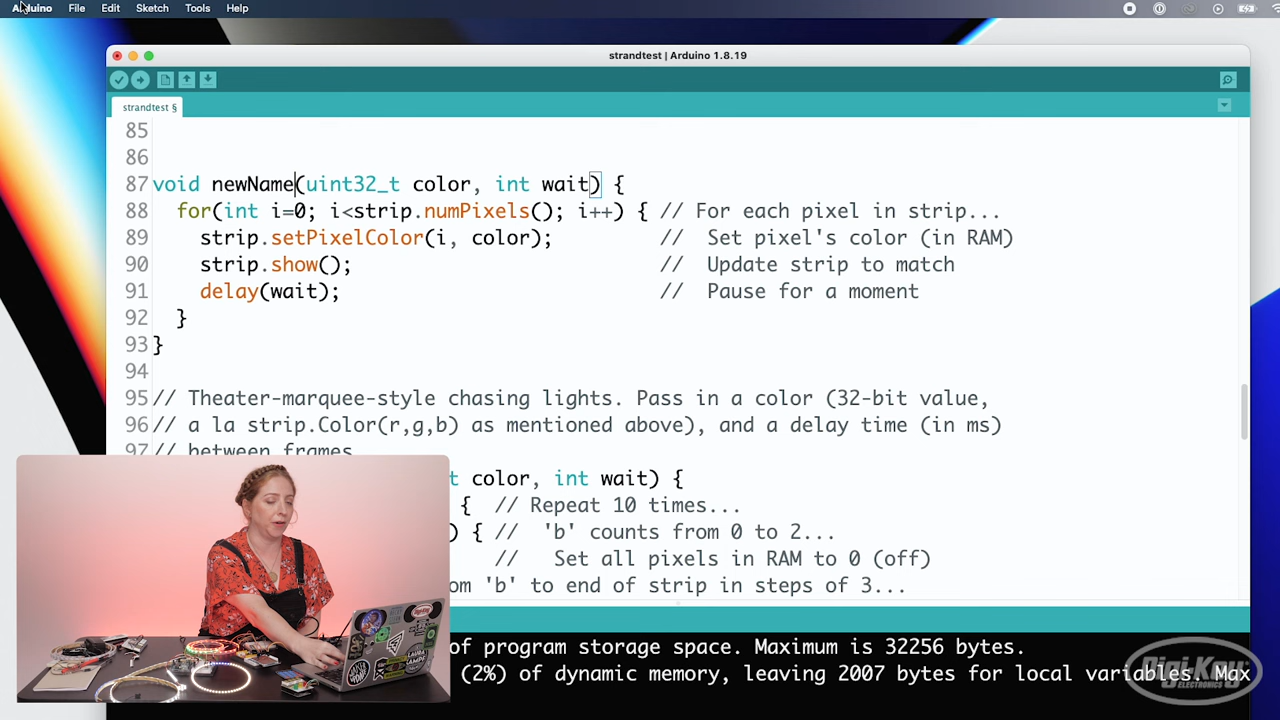 Arduino File Edit Sketch Tools Help
strandtest | Arduino 1.8.19
strandtest §
85
86
87 void newName(uint32_t color, int wait) {
88 for(int i=0; i<strip.numPixels(); i++) { // For each pixel in strip...
89 strip.setPixelColor(i, color); // Set pixel's color (in RAM)
90 strip.show(); // Update strip to match
91 delay(wait); // Pause for a moment
92 }
93 }
94
95 // Theater-marquee-style chasing lights. Pass in a color (32-bit value,
96 // a la strip.Color(r,g,b) as mentioned above), and a delay time (in ms)
97 // between frames
t color, int wait) {
{ // Repeat 10 times...
) { // 'b' counts from 0 to 2...
// Set all pixels in RAM to 0 (off)
om 'b' to end of strip in steps of 3...
of program storage space. Maximum is 32256 bytes.
(2%) of dynamic memory, leaving 2007 bytes for local variables. Max
Digi-Key
ELECTRONICS